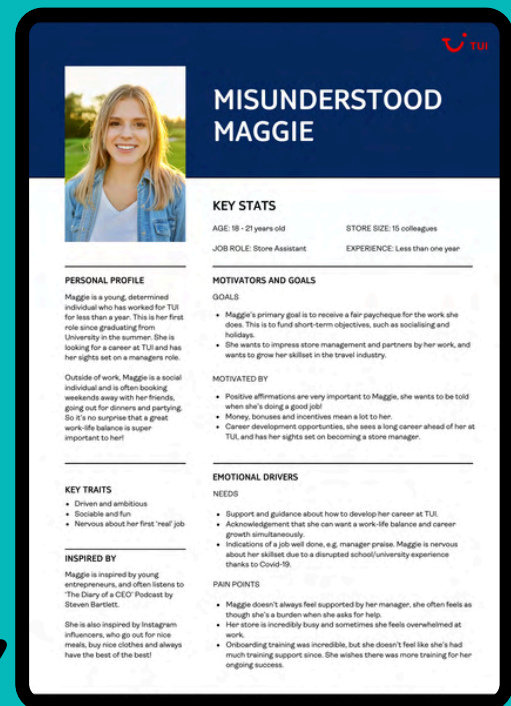 TUI
MISUNDERSTOOD
MAGGIE
KEY STATS
AGE: 18 - 21 years old
STORE SIZE: 15 colleagues
JOB ROLE: Store Assistant
EXPERIENCE: Less than one year
PERSONAL PROFILE
Maggie is a young, determined
individual who has worked for TUI
for less than a year. This is her first
role since graduating from
University in the summer. She is
looking for a career at TUI and has
her sights set on a managers role.
Outside of work, Maggie is a social
individual and is often booking
weekends away with her friends,
going out for dinners and partying.
So it's no surprise that a great
work-life balance is super
important to her!
KEY TRAITS
• Driven and ambitious
• Sociable and fun
• Nervous about her first 'real' job
INSPIRED BY
Maggie is inspired by young
entrepreneurs, and often listens to
'The Diary of a CEO' Podcast by
Steven Bartlett.
She is also inspired by Instagram
influencers, who go out for nice
meals, buy nice clothes and always
have the best of the best!
MOTIVATORS AND GOALS
GOALS
• Maggie's primary goal is to receive a fair paycheque for the work she
does. This is to fund short-term objectives, such as socialising and
holidays.
• She wants to impress store management and partners by her work, and
wants to grow her skillset in the travel industry.
MOTIVATED BY
• Positive affirmations are very important to Maggie, she wants to be told
when she's doing a good job!
• Money, bonuses and incentives mean a lot to her.
• Career development opportunties, she sees a long career ahead of her at
TUI, and has her sights set on becoming a store manager.
EMOTIONAL DRIVERS
NEEDS
• Support and guidance about how to develop her career at TUI.
• Acknowledgement that she can want a work-life balance and career
growth simultaneously.
• Indications of a job well done, e.g. manager praise. Maggie is nervous
about her skillset due to a disrupted school/university experience
thanks to Covid-19.
PAIN POINTS
• Maggie doesn't always feel supported by her manager, she often feels as
though she's a burden when she asks for help.
• Her store is incredibly busy and sometimes she feels overwhelmed at
work.
• Onboarding training was incredible, but she doesn't feel like she's had
much training support since. She wishes there was more training for her
ongoing success.